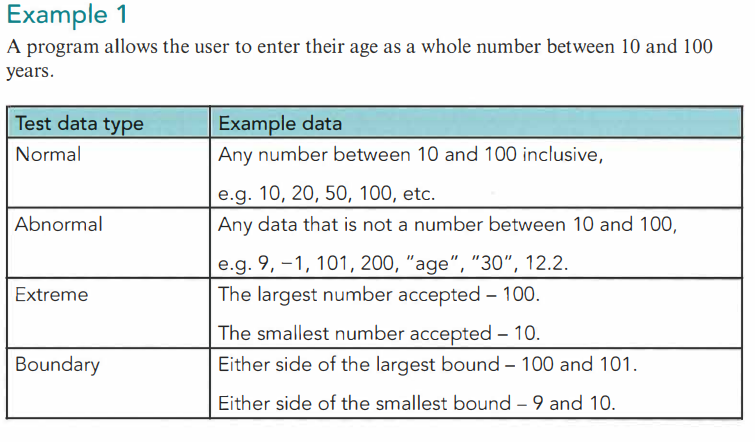 Example 1
A program allows the user to enter their age as a whole number between 10 and 100
years.
Test data type Example data
Normal Any number between 10 and 100 inclusive,
e.g. 10, 20, 50, 100, etc.
Abnormal Any data that is not a number between 10 and 100,
e.g. 9, −1, 101, 200, "age", "30", 12.2.
Extreme The largest number accepted – 100.
The smallest number accepted – 10.
Boundary Either side of the largest bound – 100 and 101.
Either side of the smallest bound – 9 and 10.